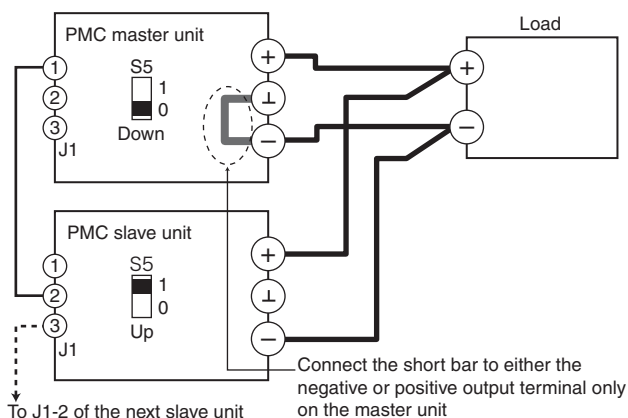 Load
PMC master unit
+
⊥
−
1
2
3
J1
S5
1
0
Down
+
−
PMC slave unit
+
⊥
−
1
2
3
J1
S5
1
0
Up
Connect the short bar to either the
negative or positive output terminal only
on the master unit
To J1-2 of the next slave unit